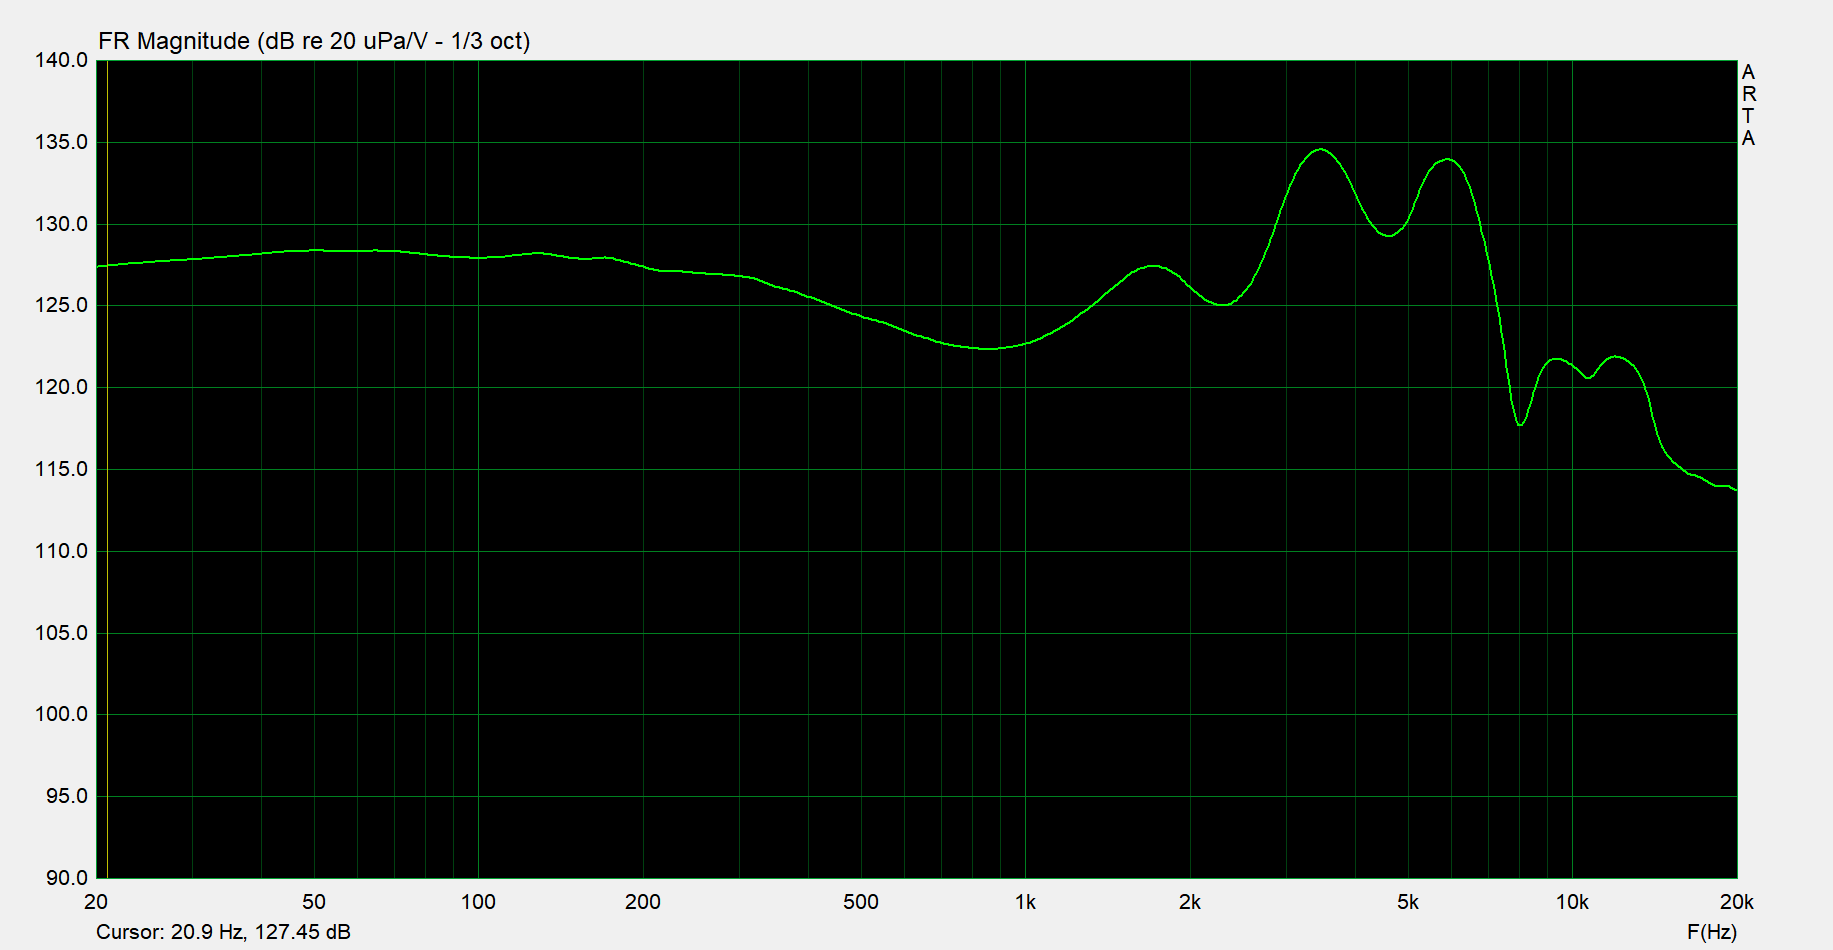 FR Magnitude (dB re 20 uPa/V - 1/3 oct)
140.0
135.0
130.0
125.0
120.0
115.0
110.0
105.0
100.0
95.0
90.0
A
R
T
A
20 50 100 200 500 1k 2k 5k 10k 20k
Cursor: 20.9 Hz, 127.45 dB F(Hz)